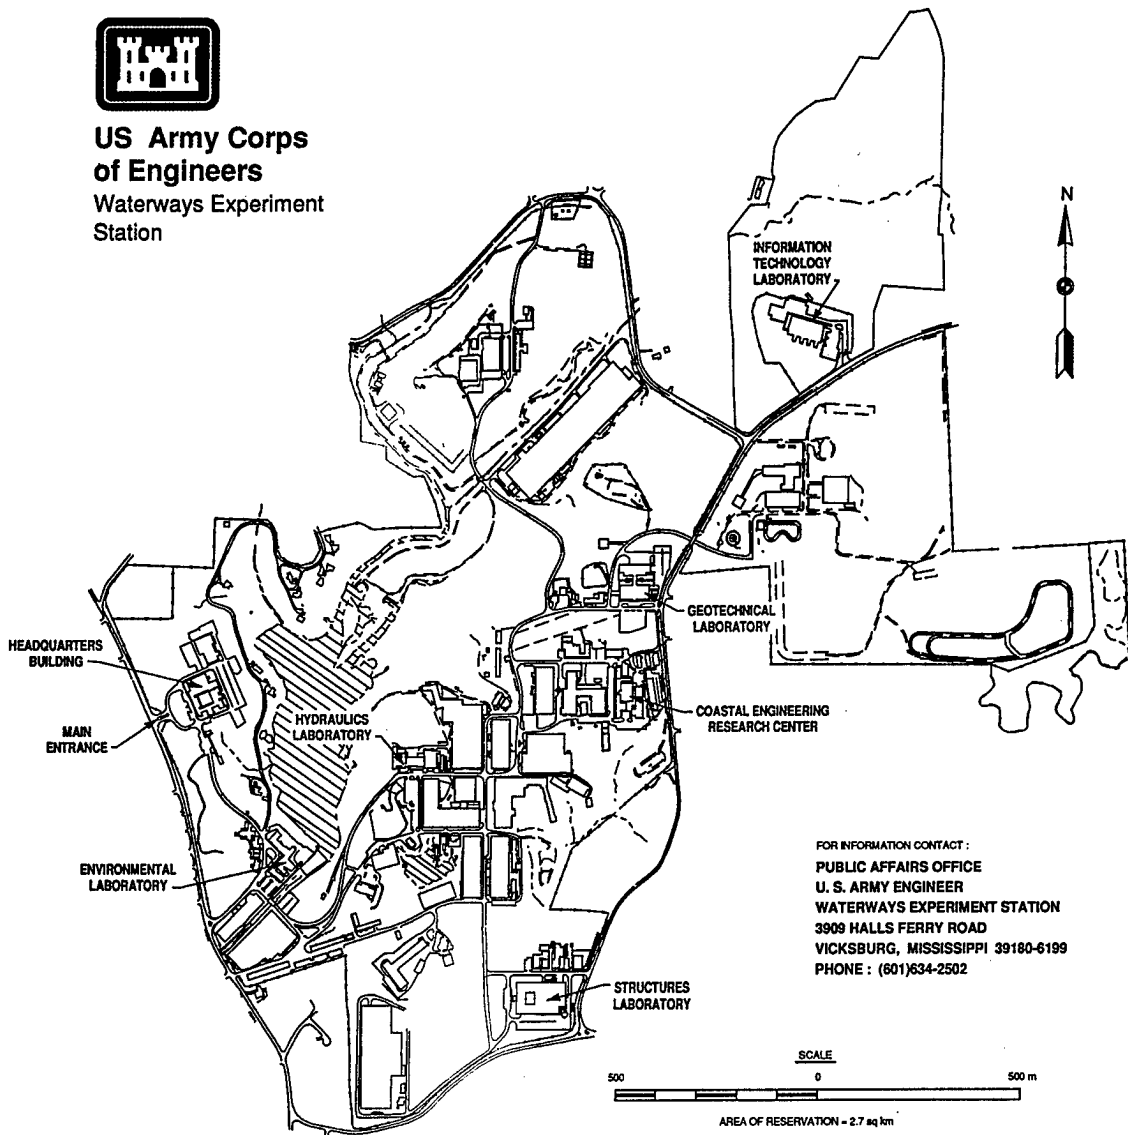 US Army Corps
of Engineers
Waterways Experiment
Station
N
INFORMATION
TECHNOLOGY
LABORATORY
GEOTECHNICAL
LABORATORY
HEADQUARTERS
BUILDING
MAIN
ENTRANCE
HYDRAULICS
LABORATORY
COASTAL ENGINEERING
RESEARCH CENTER
ENVIRONMENTAL
LABORATORY
FOR INFORMATION CONTACT :
PUBLIC AFFAIRS OFFICE
U. S. ARMY ENGINEER
WATERWAYS EXPERIMENT STATION
3909 HALLS FERRY ROAD
VICKSBURG, MISSISSIPPI 39180-6199
PHONE : (601)634-2502
STRUCTURES
LABORATORY
SCALE
500 0 500 m
AREA OF RESERVATION = 2.7 sq km